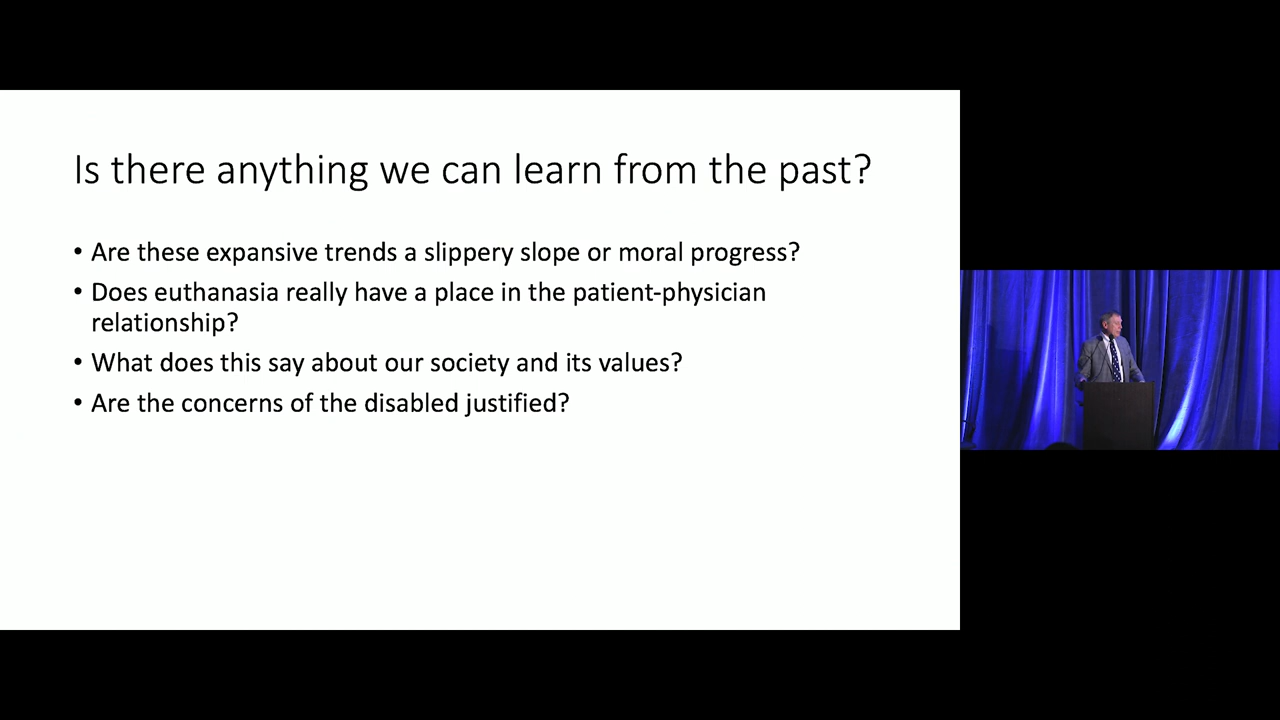 Is there anything we can learn from the past?
• Are these expansive trends a slippery slope or moral progress?
• Does euthanasia really have a place in the patient-physician
relationship?
• What does this say about our society and its values?
• Are the concerns of the disabled justified?